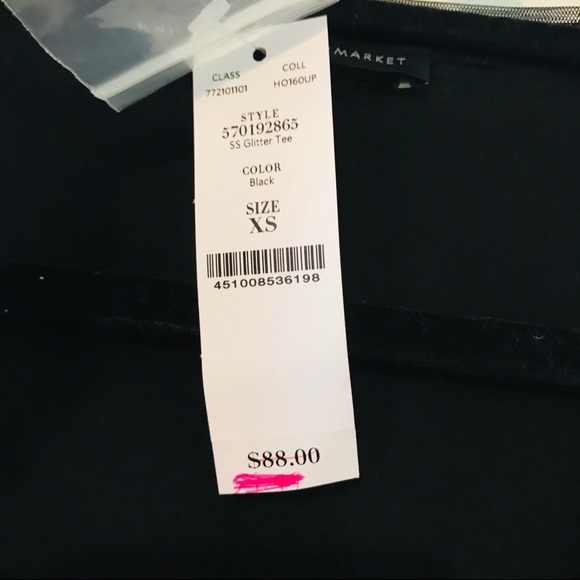 MARKET
CLASS COLL
772101101 HO160UP
STYLE
570192865
SS Glitter Tee
COLOR
Black
SIZE
XS
451008536198
$88.00